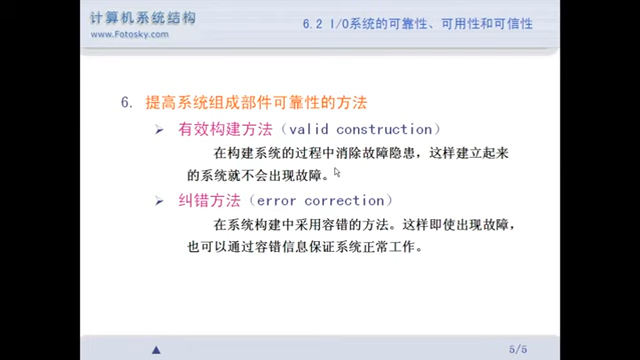 计算机系统结构
www.Fotosky.com
6.2 I/O系统的可靠性、可用性和可信性
6. 提高系统组成部件可靠性的方法
➢ 有效构建方法（valid construction）
在构建系统的过程中消除故障隐患，这样建立起来
的系统就不会出现故障。
➢ 纠错方法（error correction）
在系统构建中采用容错的方法。这样即使出现故障，
也可以通过容错信息保证系统正常工作。
5/5